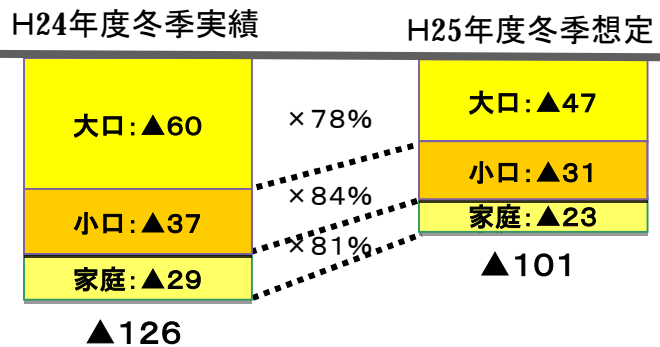 H24年度冬季実績
H25年度冬季想定
大口:▲60
×78%
大口:▲47
小口:▲37
×84%
小口:▲31
家庭:▲29
×81%
家庭:▲23
▲126
▲101